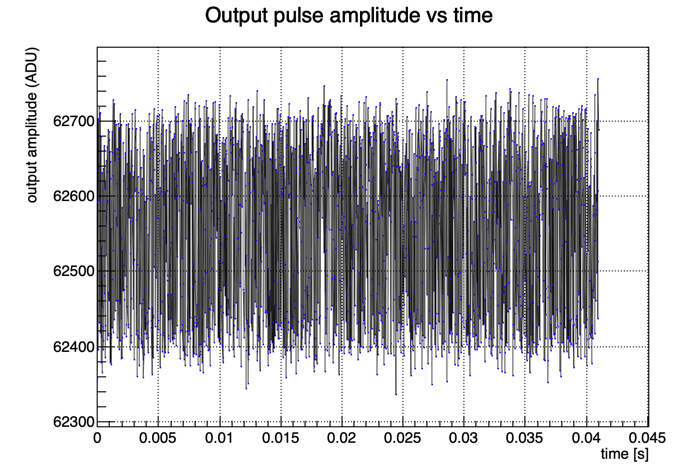 Output pulse amplitude vs time
output amplitude (ADU)
62700
62600
62500
62400
62300
0 0.005 0.01 0.015 0.02 0.025 0.03 0.035 0.04 0.045
time [s]